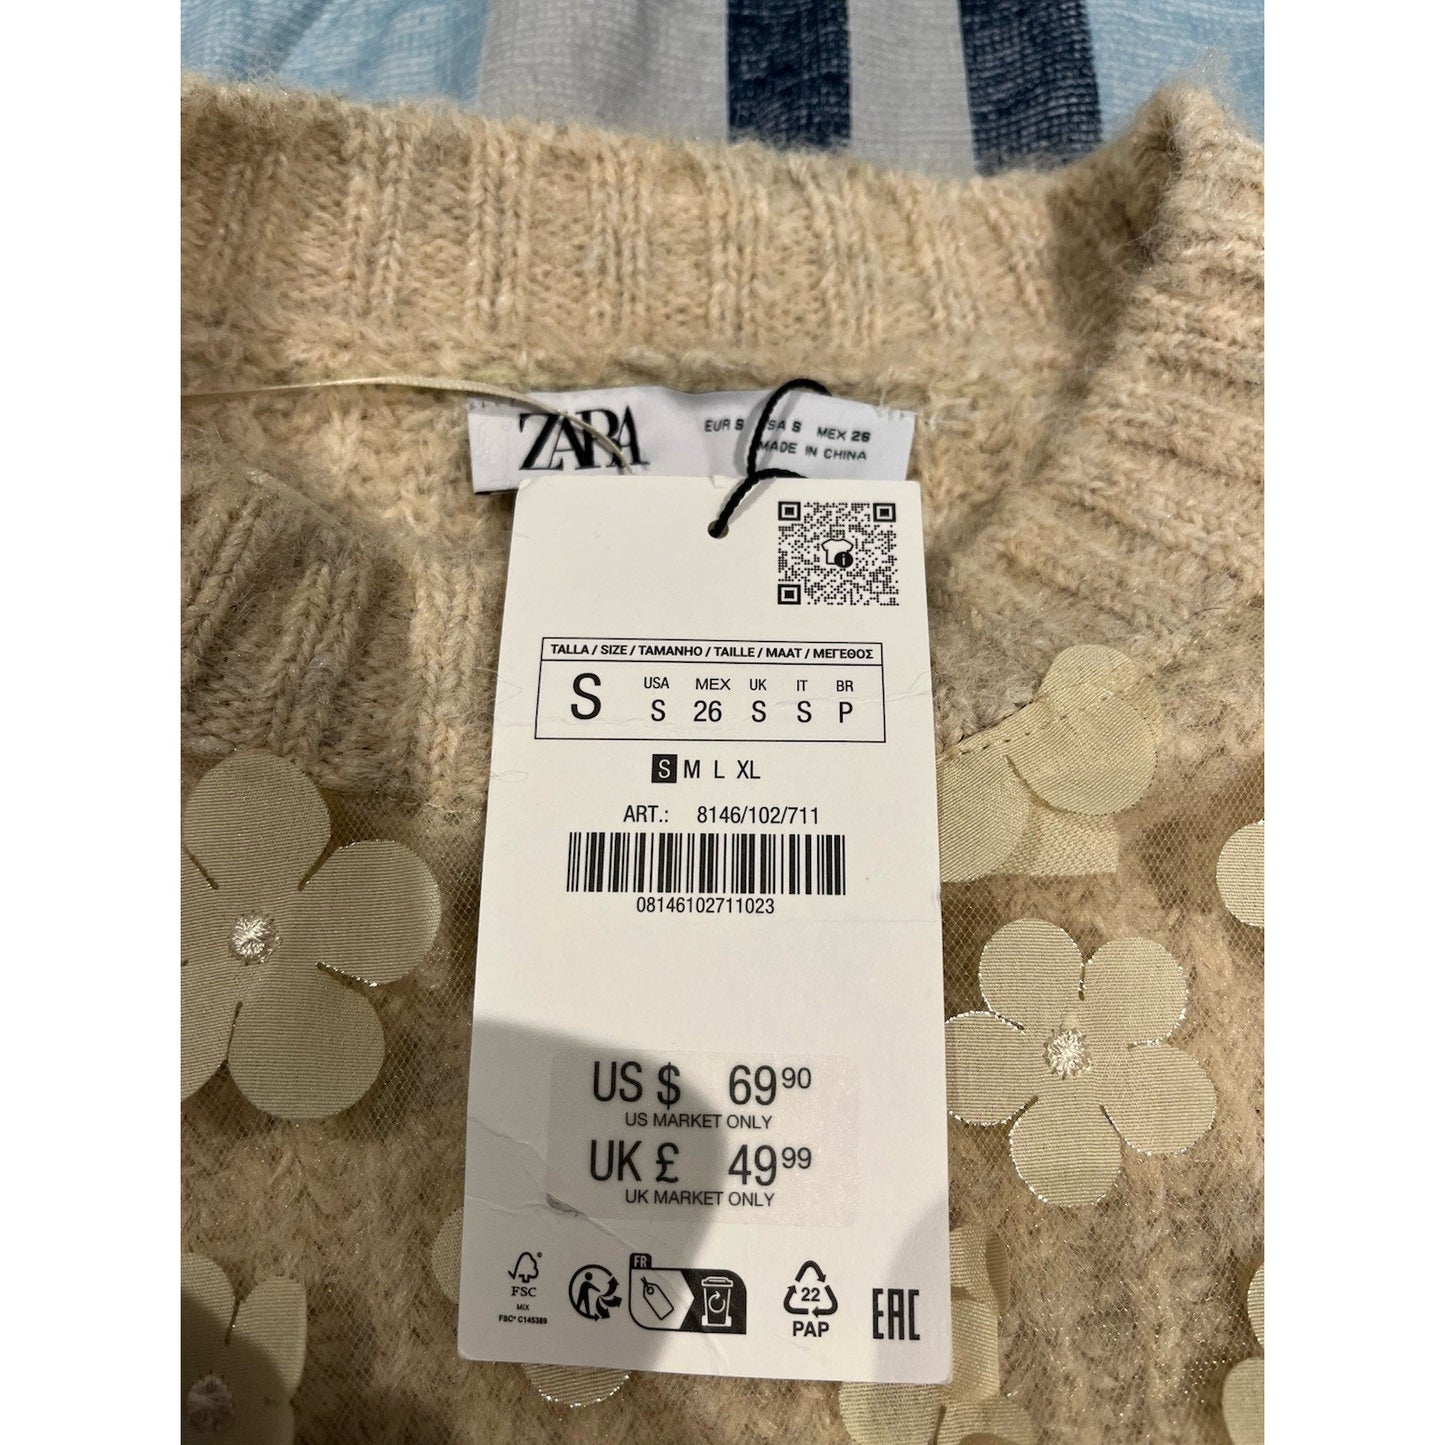 ZARA
EUR S USA S MEX 26
MADE IN CHINA
TALLA / SIZE / TAMANHO / TAILLE / MAAT / ΜΕΓΕΘΟΣ
USA MEX UK IT BR
S S 26 S S P
S M L XL
ART.: 8146/102/711
08146102711023
US $ 69 90
US MARKET ONLY
UK £ 49 99
UK MARKET ONLY
FR
FSC
MIX
FSC® C145389
22
PAP
EAC